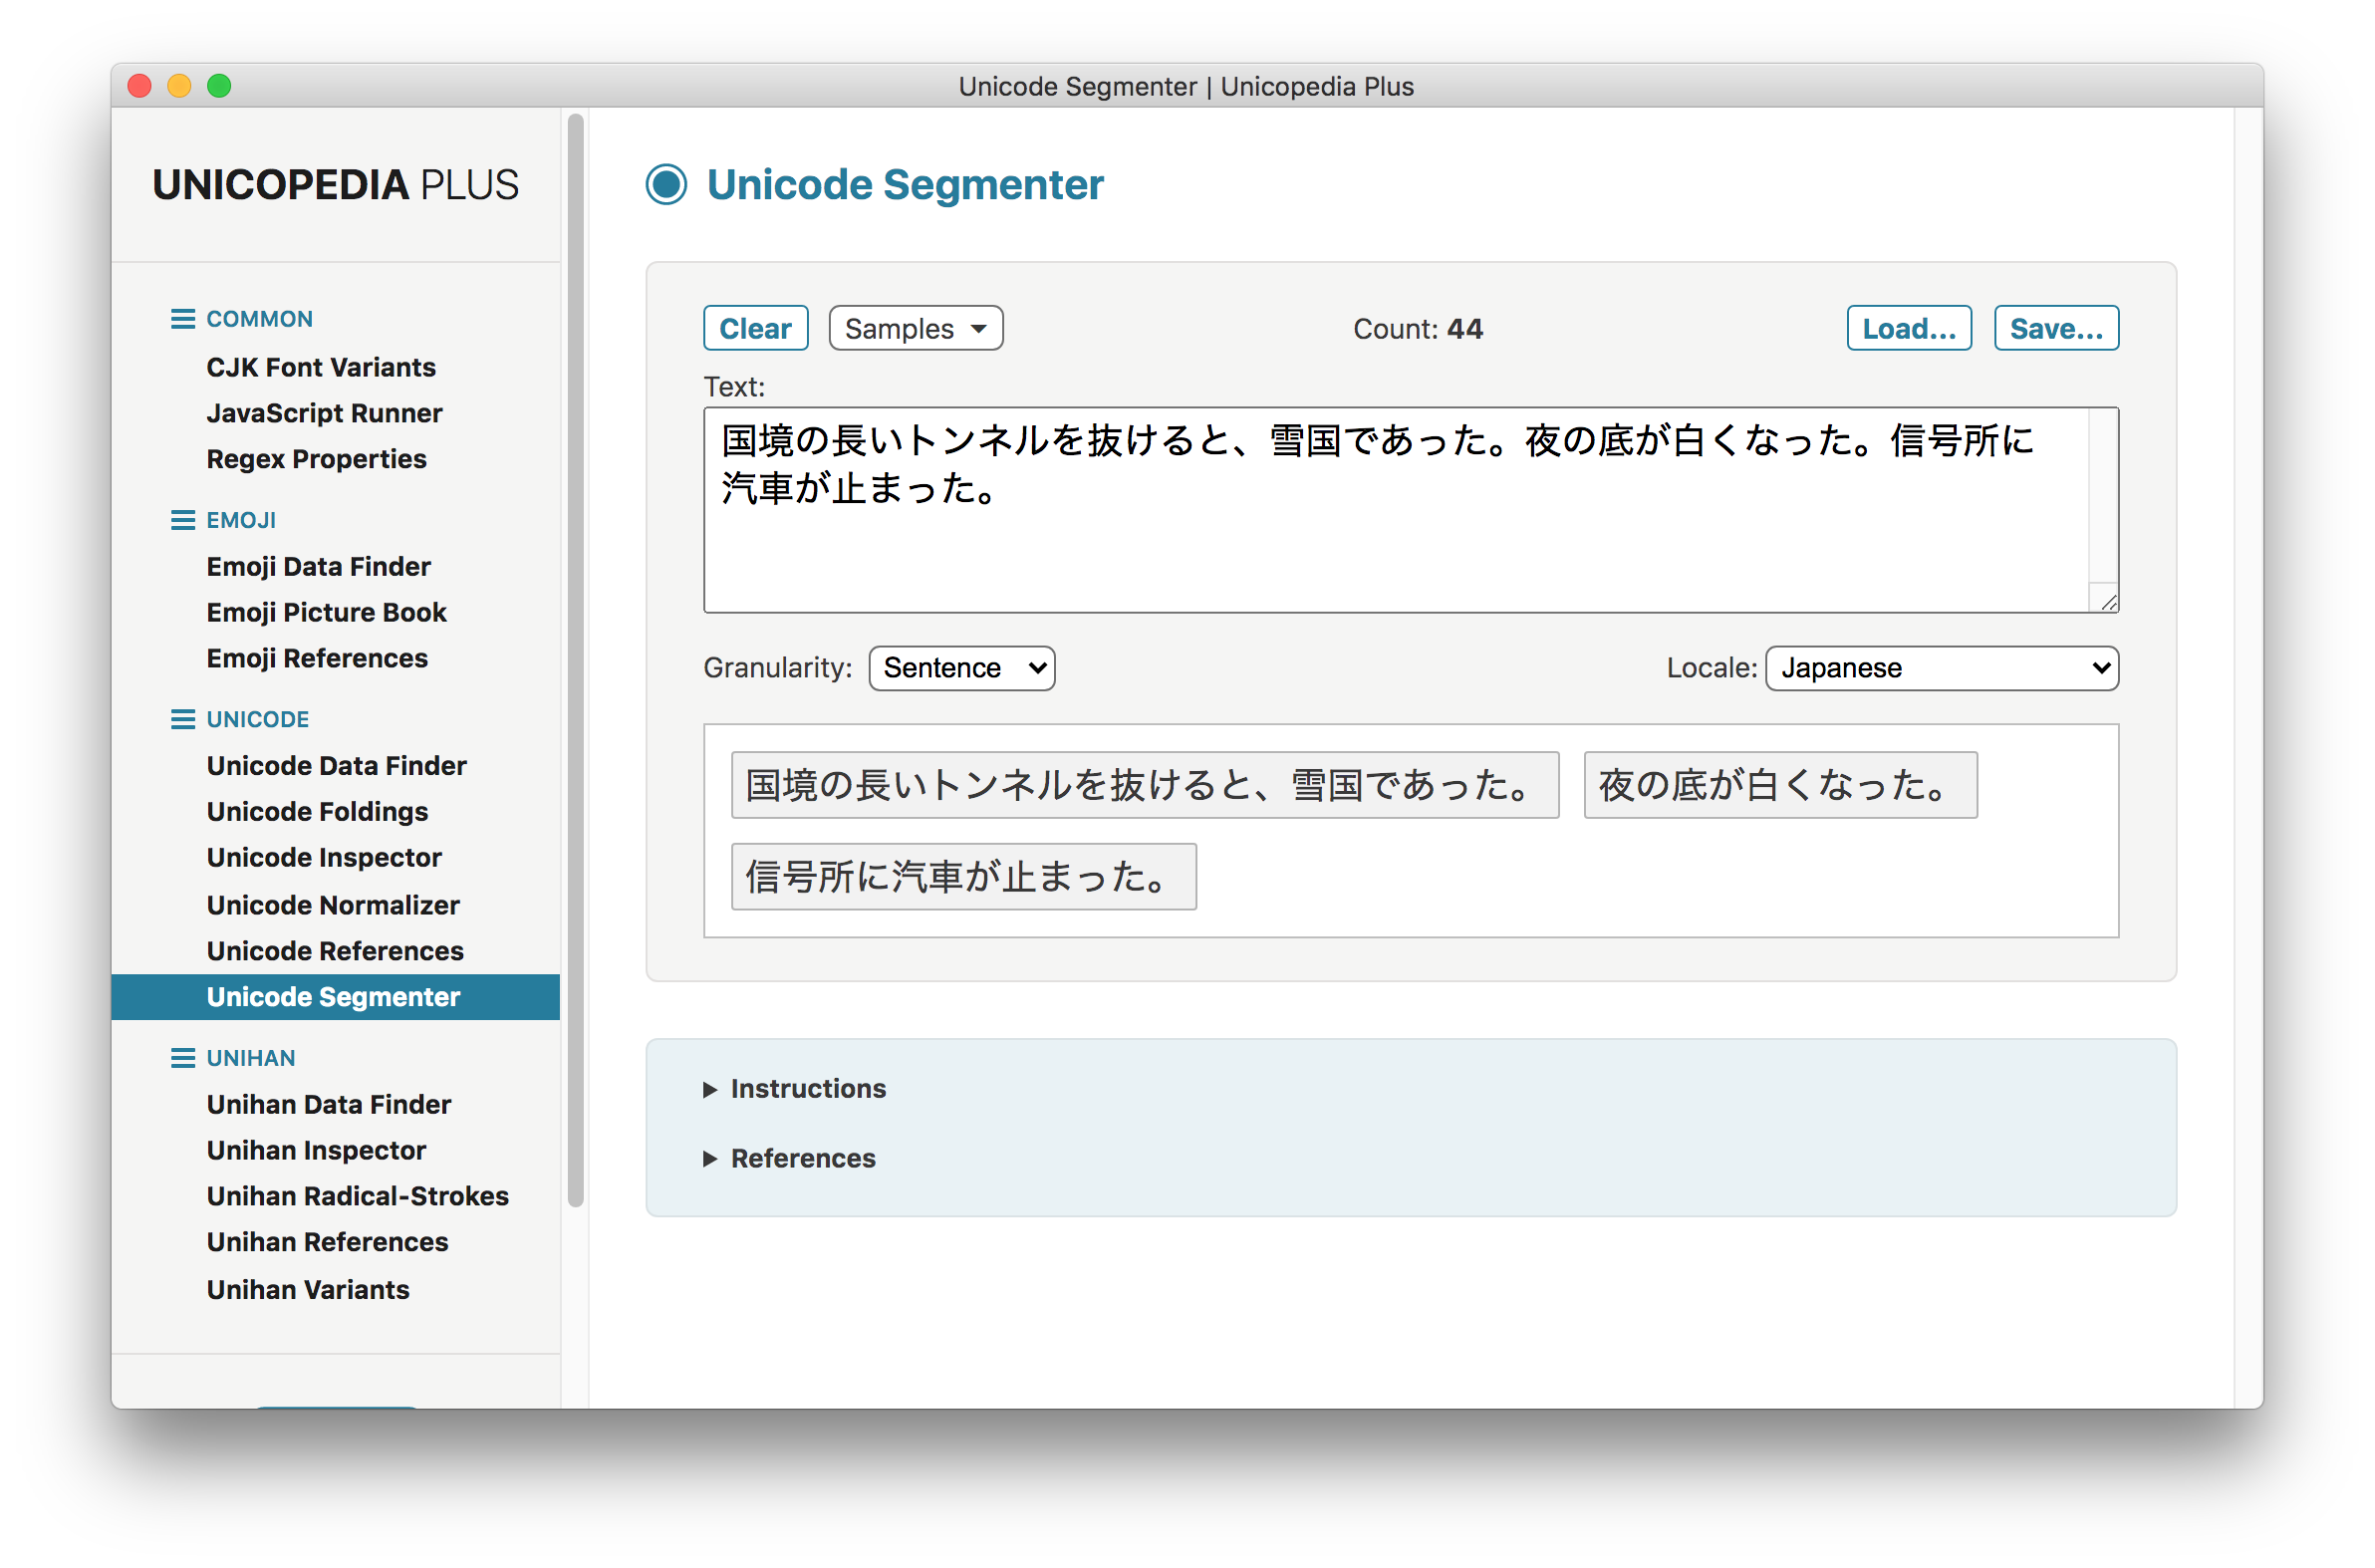 Unicode Segmenter | Unicopedia Plus
UNICOPEDIA PLUS
COMMON
CJK Font Variants
JavaScript Runner
Regex Properties
EMOJI
Emoji Data Finder
Emoji Picture Book
Emoji References
UNICODE
Unicode Data Finder
Unicode Foldings
Unicode Inspector
Unicode Normalizer
Unicode References
Unicode Segmenter
UNIHAN
Unihan Data Finder
Unihan Inspector
Unihan Radical-Strokes
Unihan References
Unihan Variants
Unicode Segmenter
Clear Samples Count: 44 Load... Save...
Text:
国境の長いトンネルを抜けると、雪国であった。夜の底が白くなった。信号所に
汽車が止まった。
Granularity: Sentence Locale: Japanese
国境の長いトンネルを抜けると、雪国であった。 夜の底が白くなった。
信号所に汽車が止まった。
Instructions
References